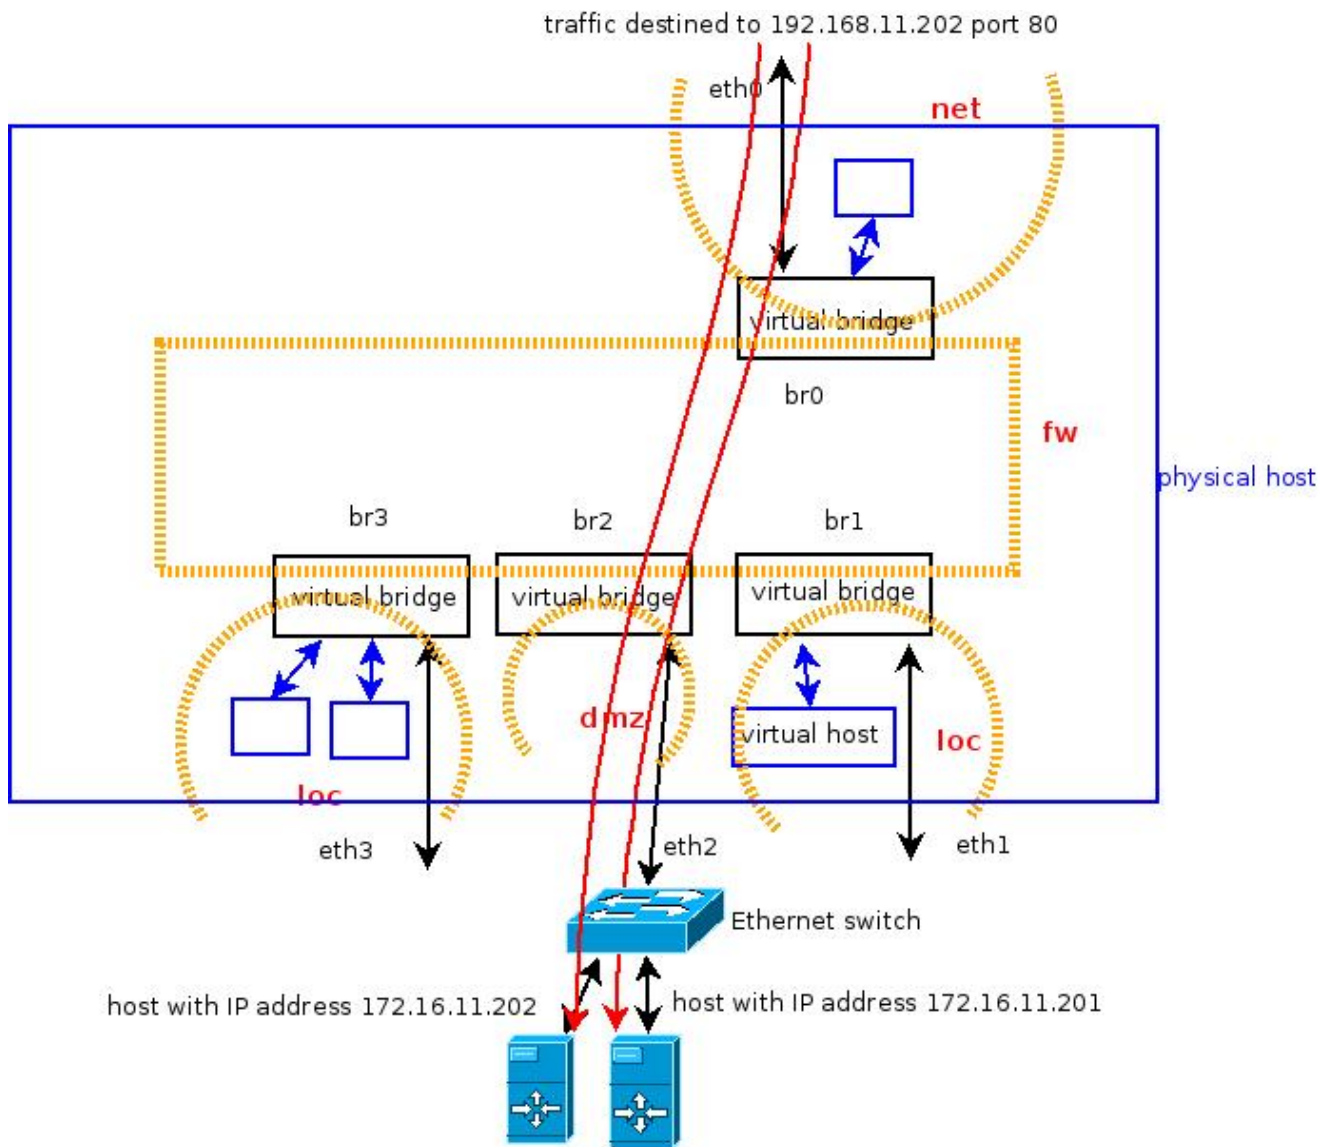 traffic destined to 192.168.11.202 port 80
eth0
net
virtual bridge
br0
fw
physical host
br3
br2
br1
virtual bridge
virtual bridge
virtual bridge
dmz
virtual host
loc
loc
eth3
eth2
eth1
Ethernet switch
host with IP address 172.16.11.202
host with IP address 172.16.11.201